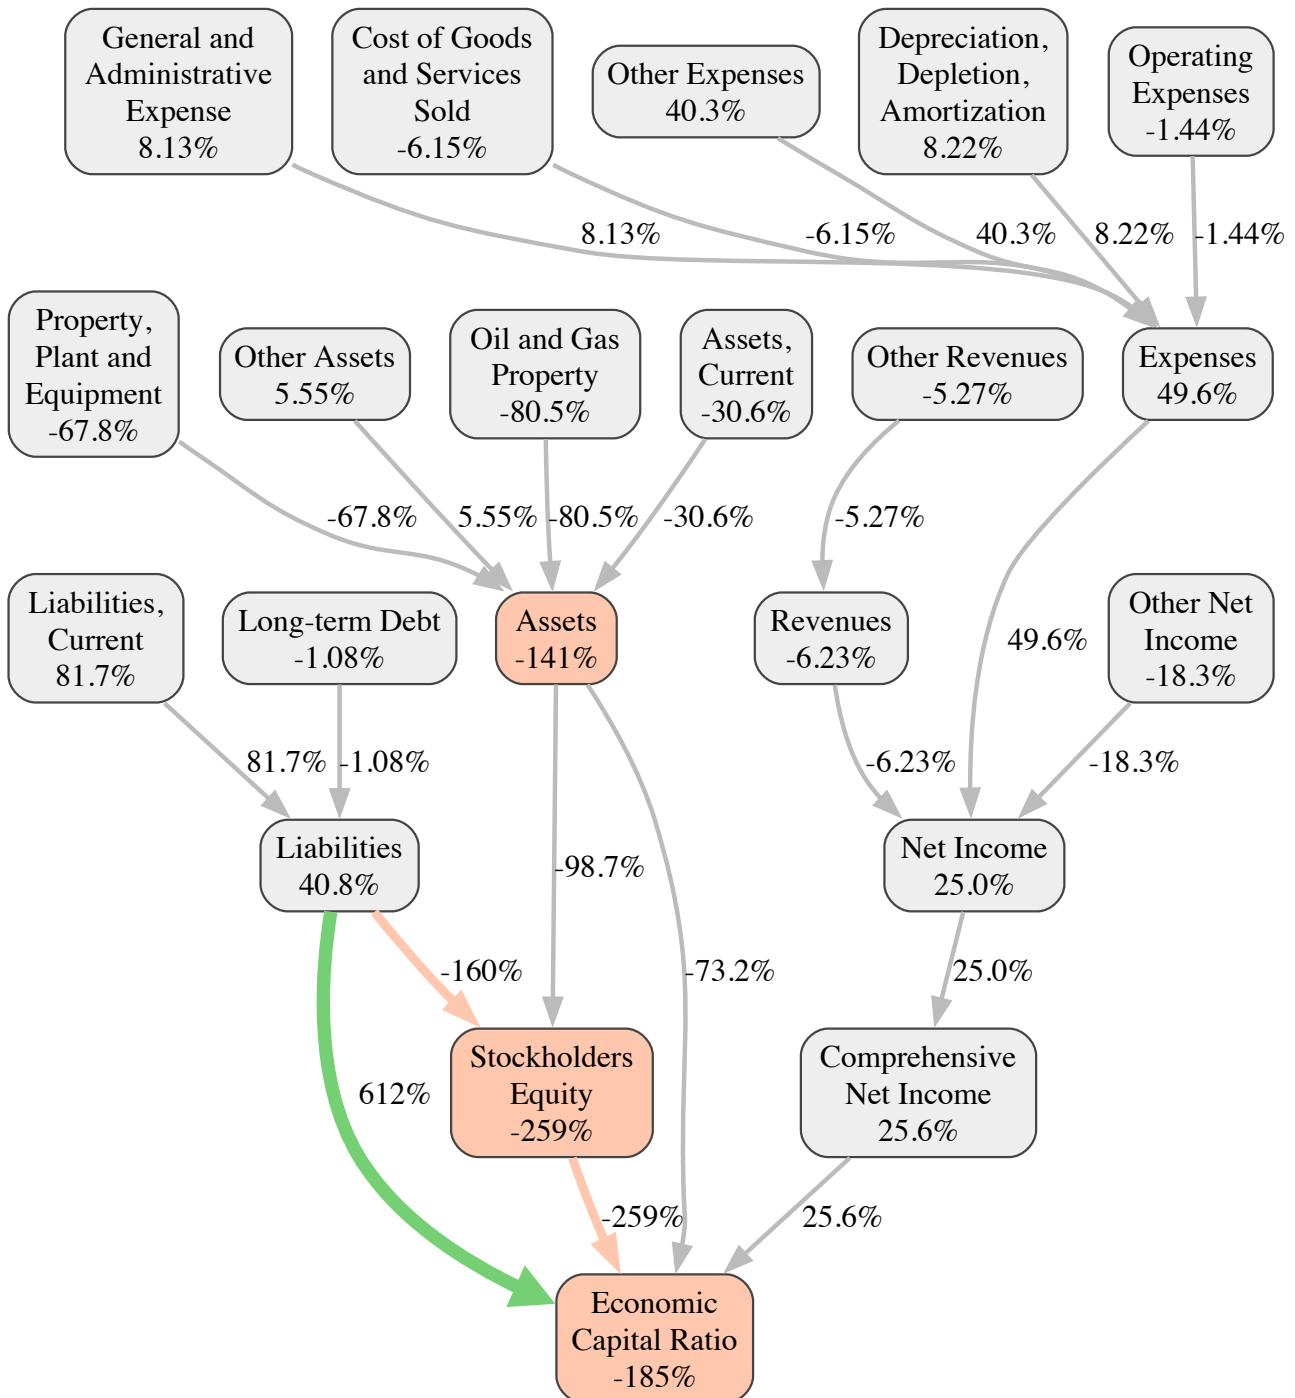 General and
Administrative
Expense
8.13%
Cost of Goods
and Services
Sold
-6.15%
Other Expenses
40.3%
Depreciation,
Depletion,
Amortization
8.22%
Operating
Expenses
-1.44%
8.13%
-6.15%
40.3%
8.22%
-1.44%
Property,
Plant and
Equipment
-67.8%
Other Assets
5.55%
Oil and Gas
Property
-80.5%
Assets,
Current
-30.6%
Other Revenues
-5.27%
Expenses
49.6%
-67.8%
5.55%
-80.5%
-30.6%
-5.27%
Liabilities,
Current
81.7%
Long-term Debt
-1.08%
Assets
-141%
Revenues
-6.23%
49.6%
Other Net
Income
-18.3%
81.7%
-1.08%
-6.23%
-18.3%
Liabilities
40.8%
-98.7%
Net Income
25.0%
-160%
-73.2%
25.0%
612%
Stockholders
Equity
-259%
Comprehensive
Net Income
25.6%
-259%
25.6%
Economic
Capital Ratio
-185%